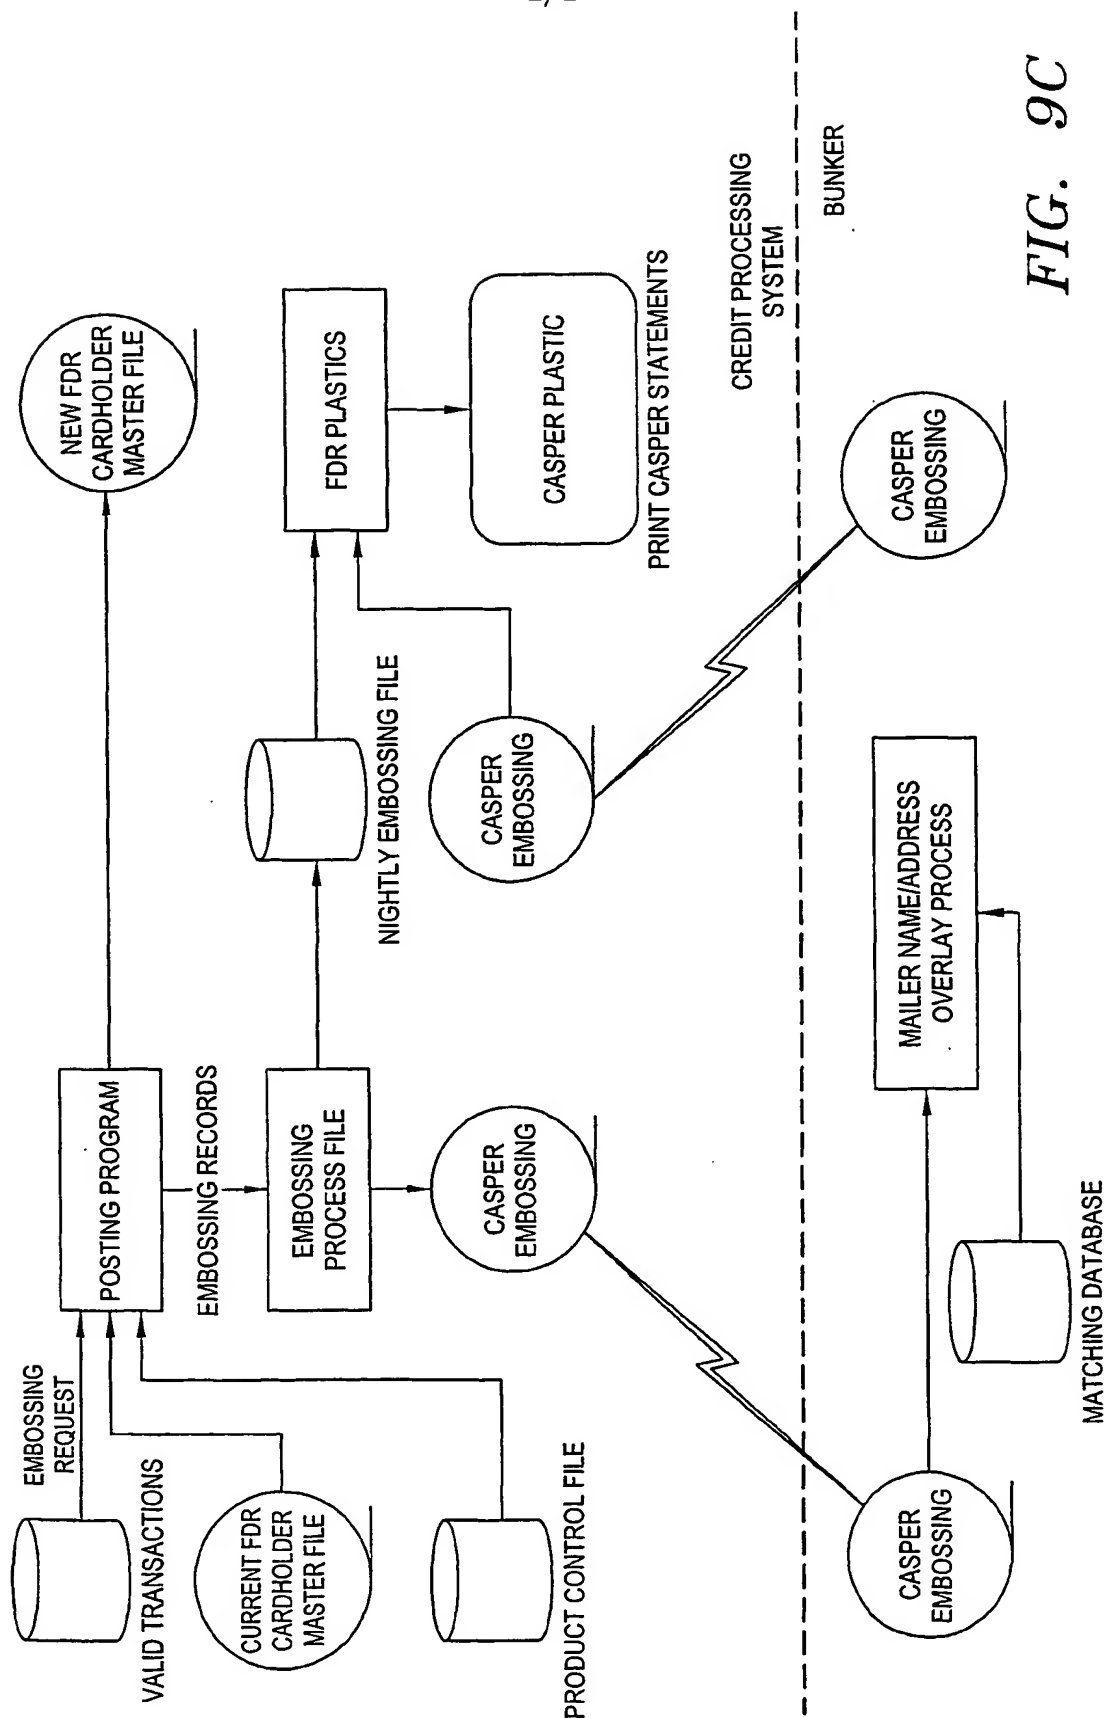 EMBOSSING
REQUEST
VALID TRANSACTIONS
CURRENT FDR
CARDHOLDER
MASTER FILE
PRODUCT CONTROL FILE
POSTING PROGRAM
EMBOSSING RECORDS
EMBOSSING
PROCESS FILE
CASPER
EMBOSSING
NEW FDR
CARDHOLDER
MASTER FILE
NIGHTLY EMBOSSING FILE
CASPER
EMBOSSING
FDR PLASTICS
CASPER PLASTIC
PRINT CASPER STATEMENTS
CREDIT PROCESSING
SYSTEM
BUNKER
CASPER
EMBOSSING
MATCHING DATABASE
MAILER NAME/ADDRESS
OVERLAY PROCESS
CASPER
EMBOSSING
FIG. 9C